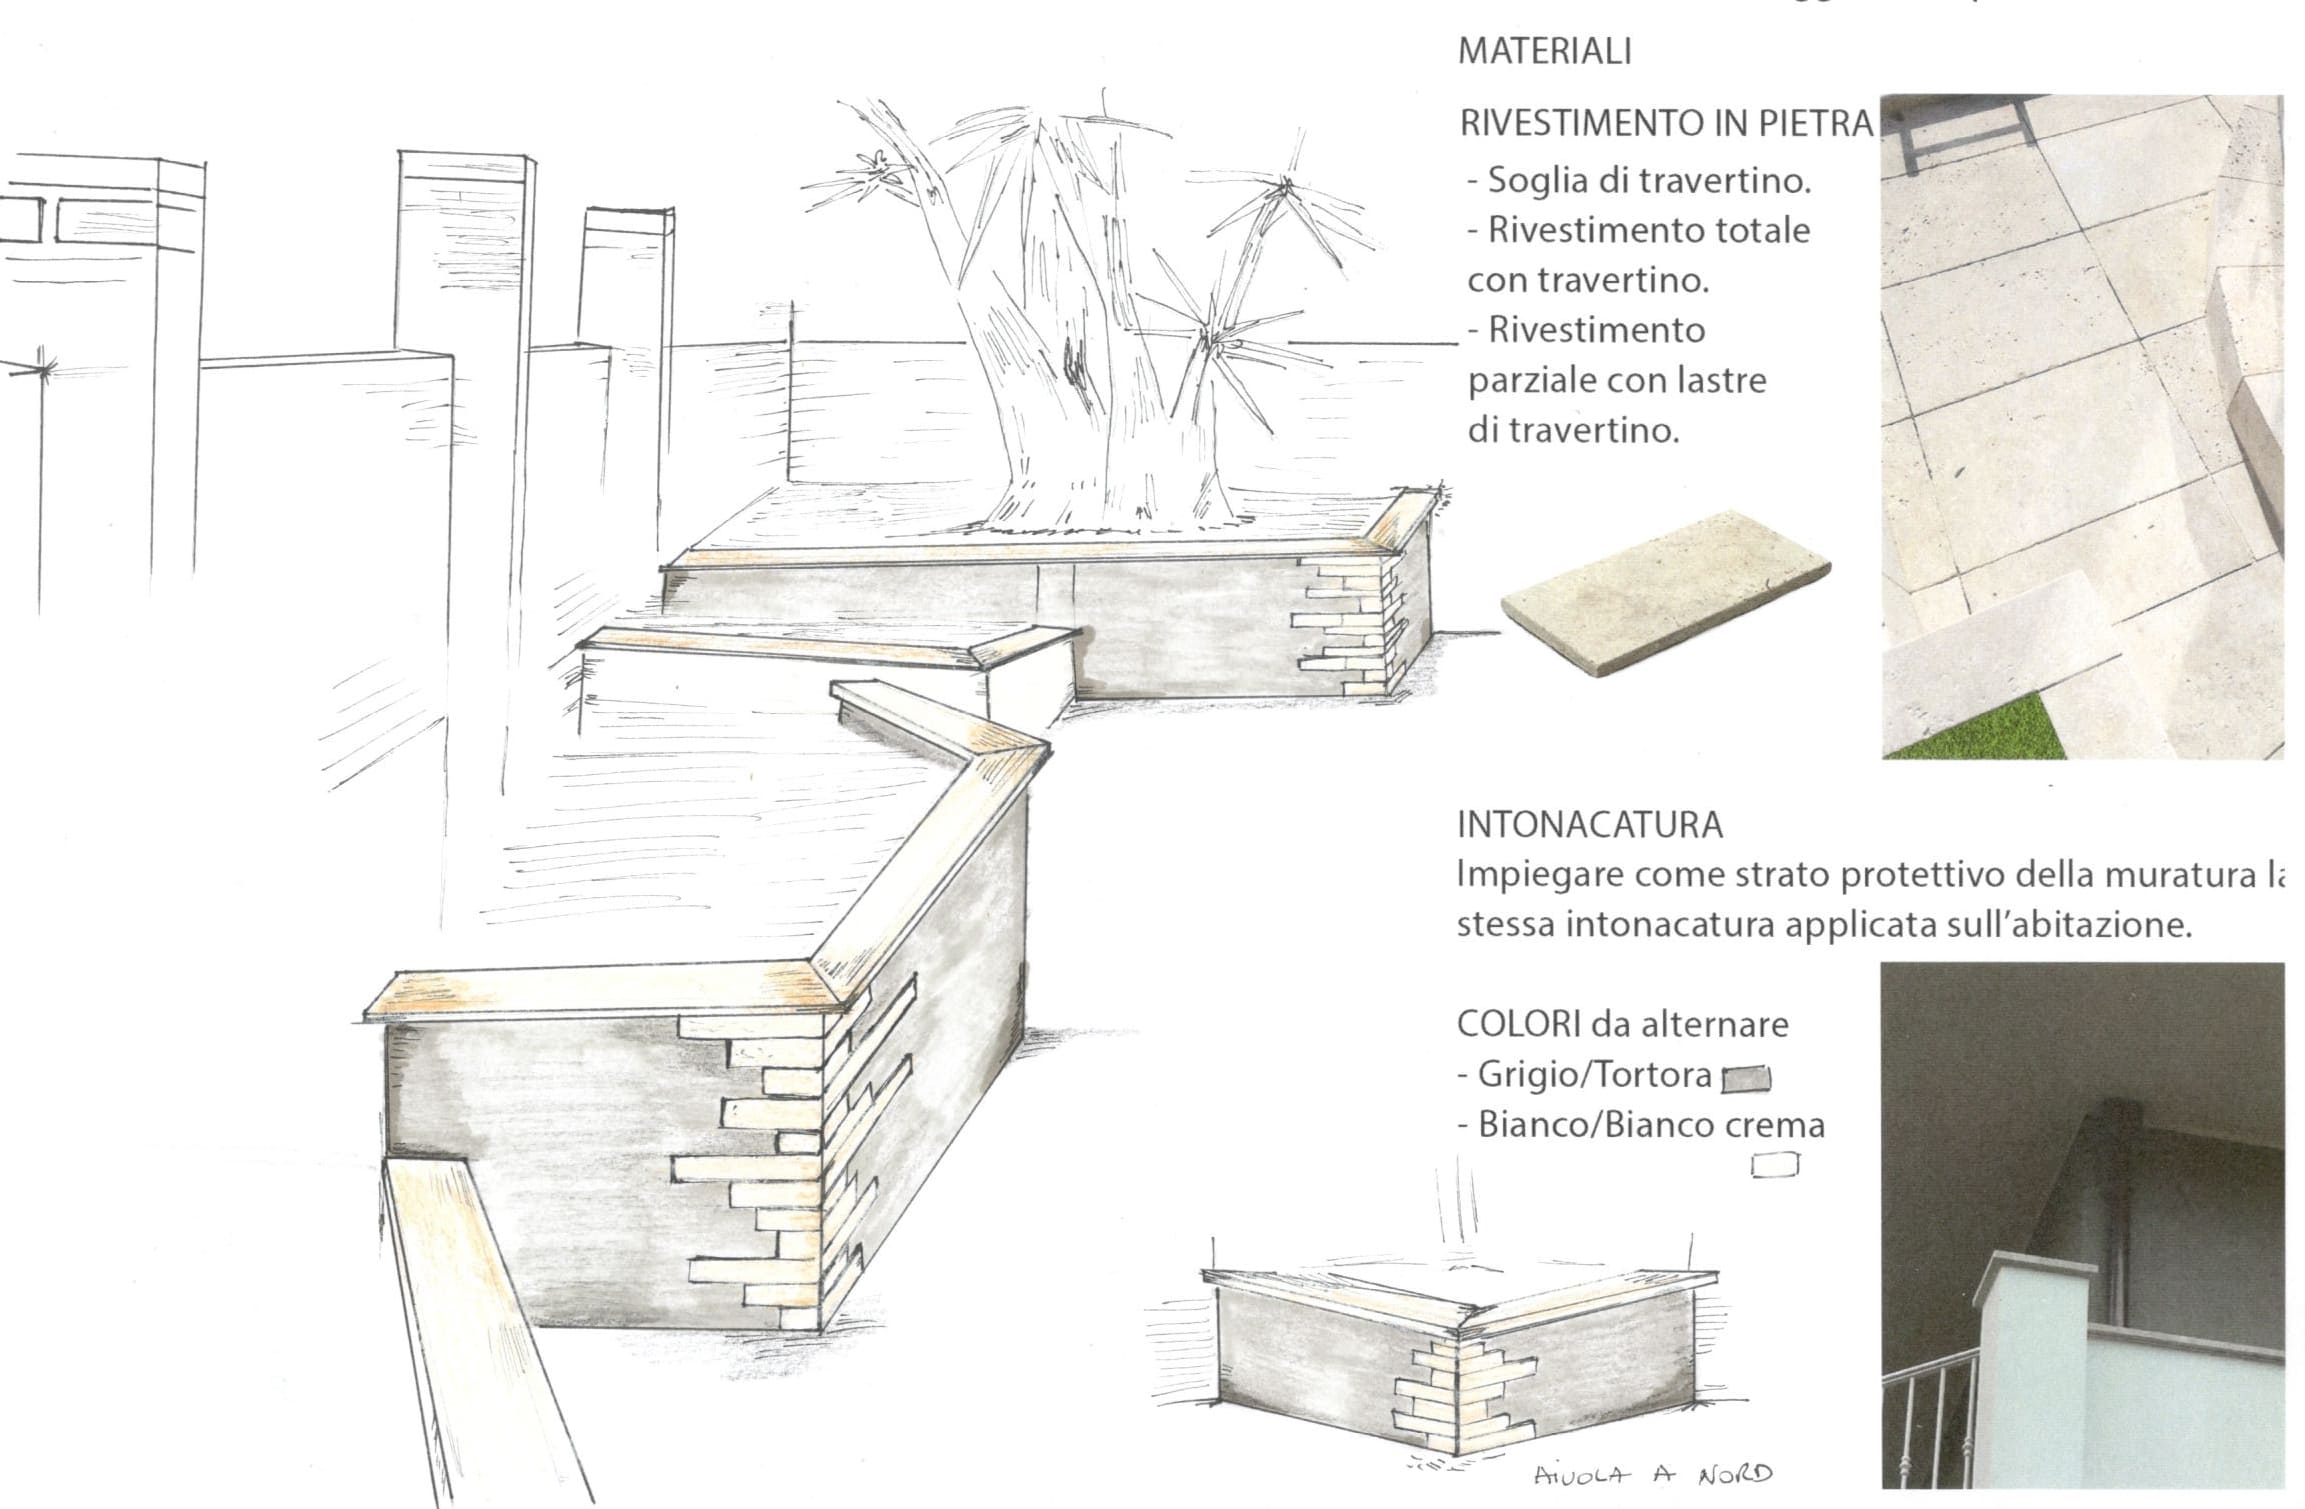 MATERIALI
RIVESTIMENTO IN PIETRA
- Soglia di travertino.
- Rivestimento totale
con travertino.
- Rivestimento
parziale con lastre
di travertino.
INTONACATURA
Impiegare come strato protettivo della muratura la
stessa intonacatura applicata sull'abitazione.
COLORI da alternare
- Grigio/Tortora
- Bianco/Bianco crema
AIUOLA A NORD